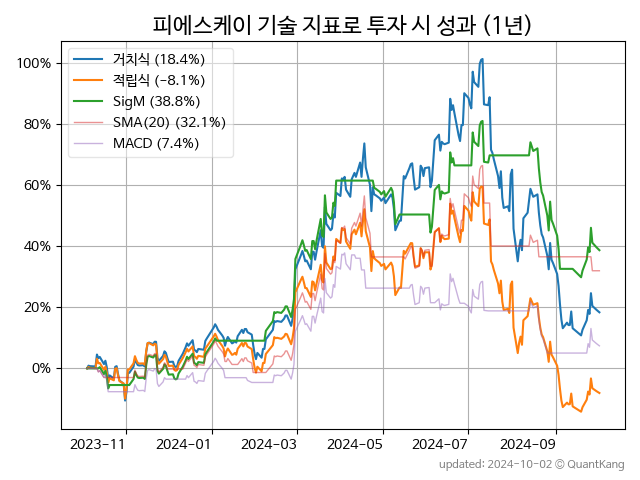 피에스케이 기술 지표로 투자 시 성과 (1년)
거치식 (18.4%)
적립식 (-8.1%)
SigM (38.8%)
SMA(20) (32.1%)
MACD (7.4%)
100%
80%
60%
40%
20%
0%
2023-11 2024-01 2024-03 2024-05 2024-07 2024-09
updated: 2024-10-02 © QuantKang